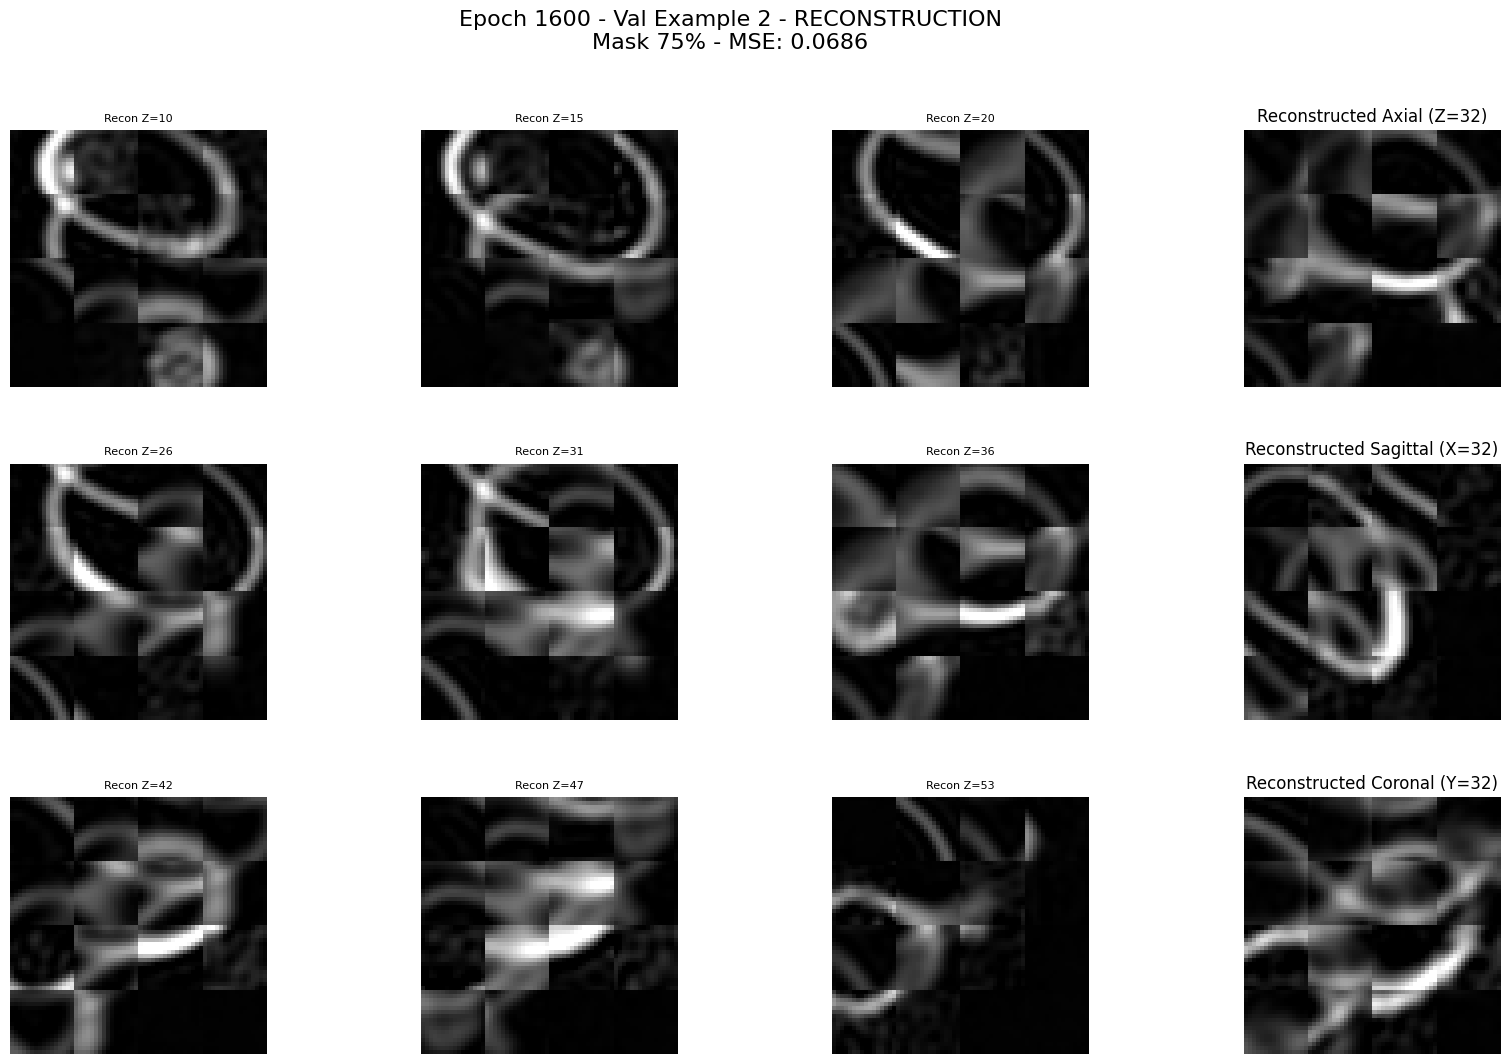 Epoch 1600 - Val Example 2 - RECONSTRUCTION
Mask 75% - MSE: 0.0686
Recon Z=10
Recon Z=15
Recon Z=20
Reconstructed Axial (Z=32)
Recon Z=26
Recon Z=31
Recon Z=36
Reconstructed Sagittal (X=32)
Recon Z=42
Recon Z=47
Recon Z=53
Reconstructed Coronal (Y=32)